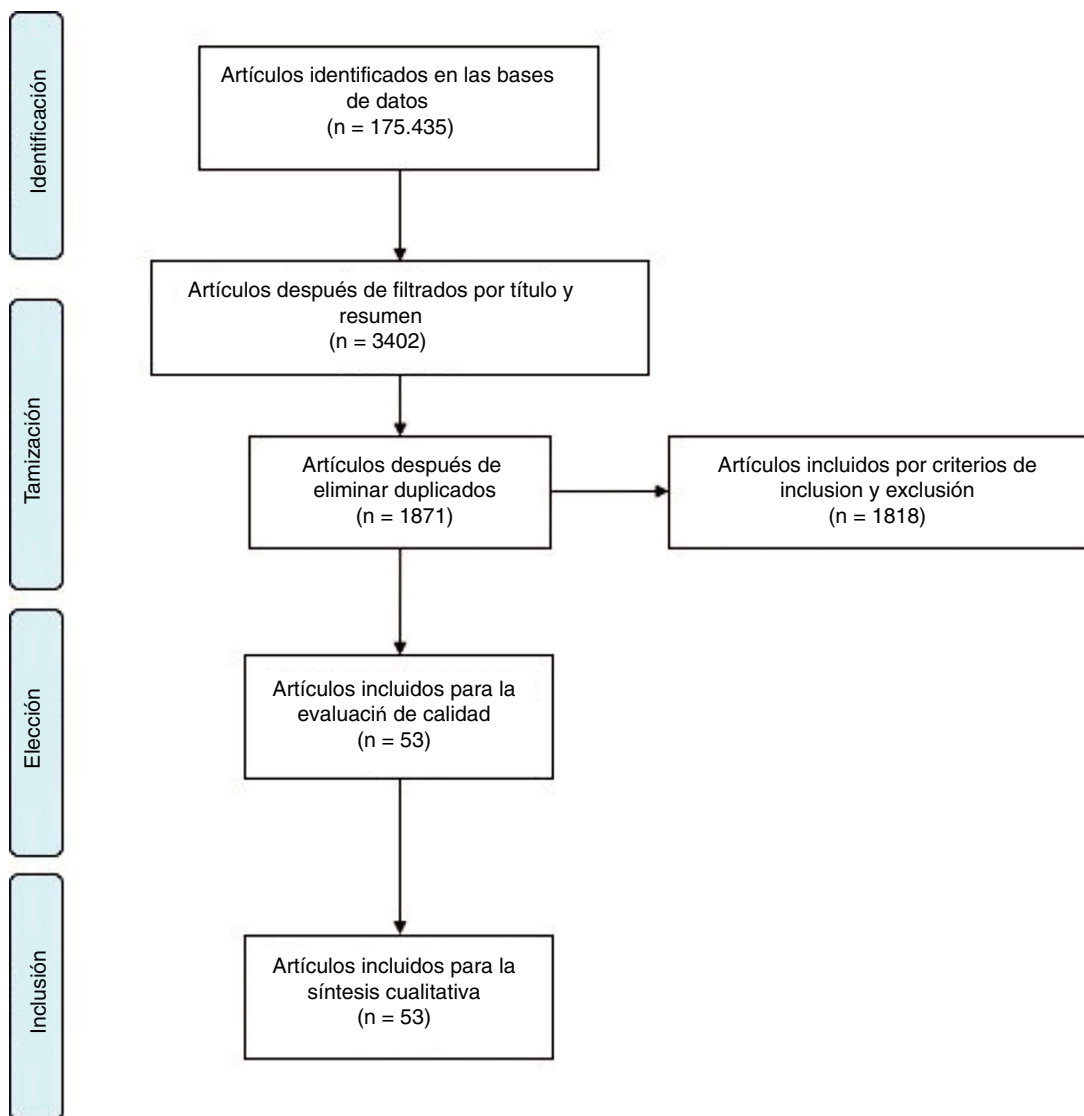 Identificación
Artículos identificados en las bases
de datos
(n = 175.435)
Tamización
Artículos después de filtrados por título y
resumen
(n = 3402)
Artículos después de
eliminar duplicados
(n = 1871)
Artículos incluidos por criterios de
inclusion y exclusión
(n = 1818)
Elección
Artículos incluidos para la
evaluaciń de calidad
(n = 53)
Inclusión
Artículos incluidos para la
síntesis cualitativa
(n = 53)